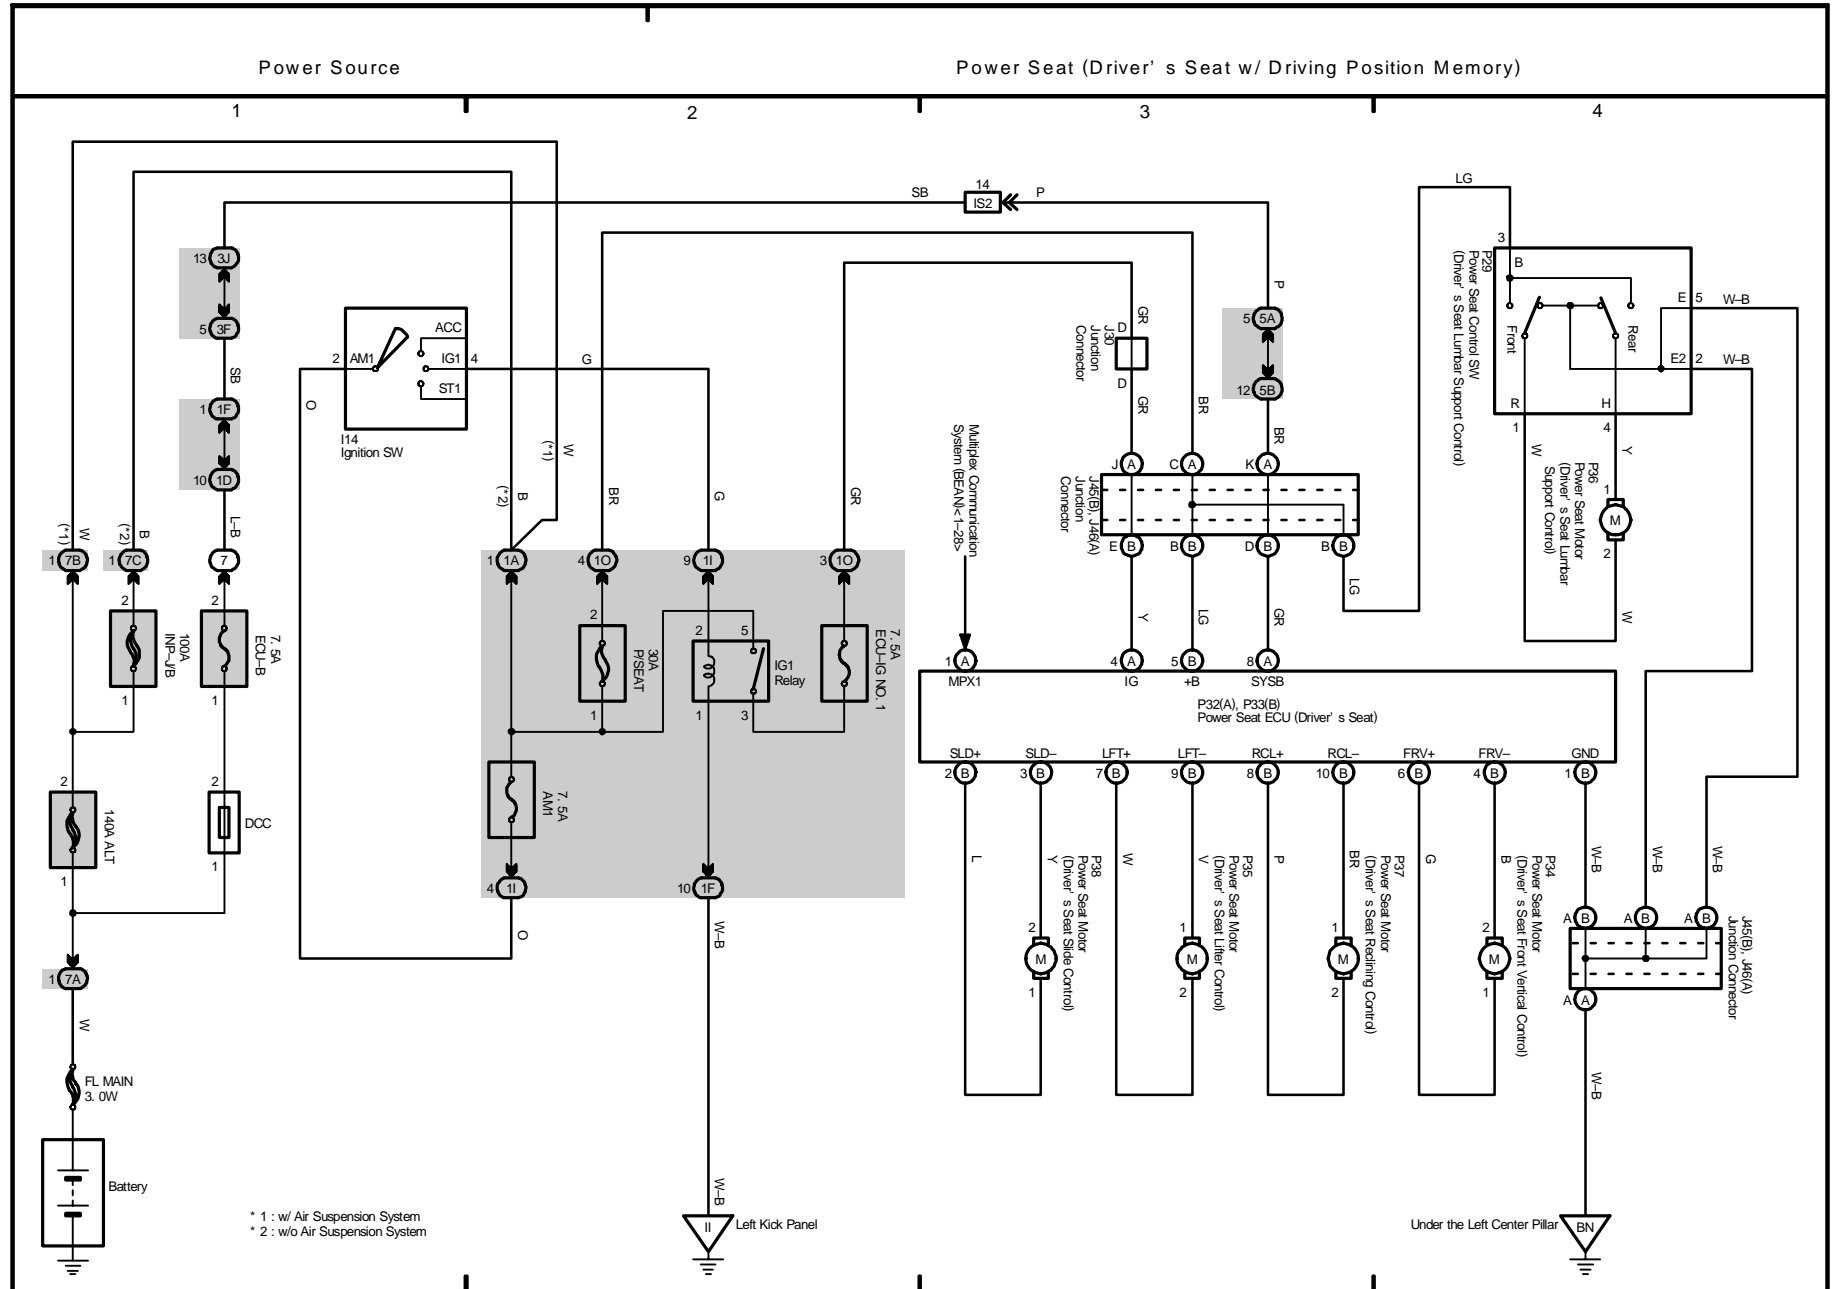 Power Source
Power Seat (Driver' s Seat w/ Driving Position Memory)
1
2
3
4
SB
14
IS2
P
LG
13 3J
5 3F
SB
1 1F
10 1D
L–B
7
2
7. 5A
ECU–B
1
2
DCC
1
W
(*1)
1 7B
B
(*2)
1 7C
2
100A
INP–J/B
1
2
140A ALT
1
1 7A
W
FL MAIN
3. 0W
Battery
* 1 : w/ Air Suspension System
* 2 : w/o Air Suspension System
2
AM1
ACC
IG1
4
ST1
I14
Ignition SW
O
G
B
(*2)
W
(*1)
BR
G
GR
1 1A
4 1O
9 1I
3 1O
2
30A
P/SEAT
1
2
5
IG1
Relay
1
3
7. 5A
ECU–IG NO. 1
7. 5A
AM1
4 1I
10 1F
O
W–B
W–B
II
Left Kick Panel
GR
D
J30
Junction
Connector
D
GR
BR
P
5 5A
12 5B
BR
Multiplex Communication
System (BEAN)<1–28>
J A
C A
K A
J45(B), J46(A)
Junction
Connector
E B
B B
D B
B B
Y
LG
GR
LG
1 A
4 A
5 B
8 A
MPX1
IG
+B
SYSB
P32(A), P33(B)
Power Seat ECU (Driver' s Seat)
SLD+
SLD–
LFT+
LFT–
RCL+
RCL–
FRV+
FRV–
GND
2 B
3 B
7 B
9 B
8 B
10 B
6 B
4 B
1 B
L
Y
W
V
P
BR
G
B
W–B
W–B
W–B
P38
Power Seat Motor
(Driver' s Seat Slide Control)
P35
Power Seat Motor
(Driver' s Seat Lifter Control)
P37
Power Seat Motor
(Driver' s Seat Reclining Control)
P34
Power Seat Motor
(Driver' s Seat Front Vertical Control)
2
M
1
1
M
2
1
M
2
2
M
1
3
B
P29
Power Seat Control SW
(Driver' s Seat Lumbar Support Control)
Front
Rear
E 5
W–B
E2 2
W–B
R
H
1
4
W
Y
P36
Power Seat Motor
(Driver' s Seat Lumbar
Support Control)
1
M
2
W
A B
A B
A B
J45(B), J46(A)
Junction Connector
A A
W–B
Under the Left Center Pillar
BN